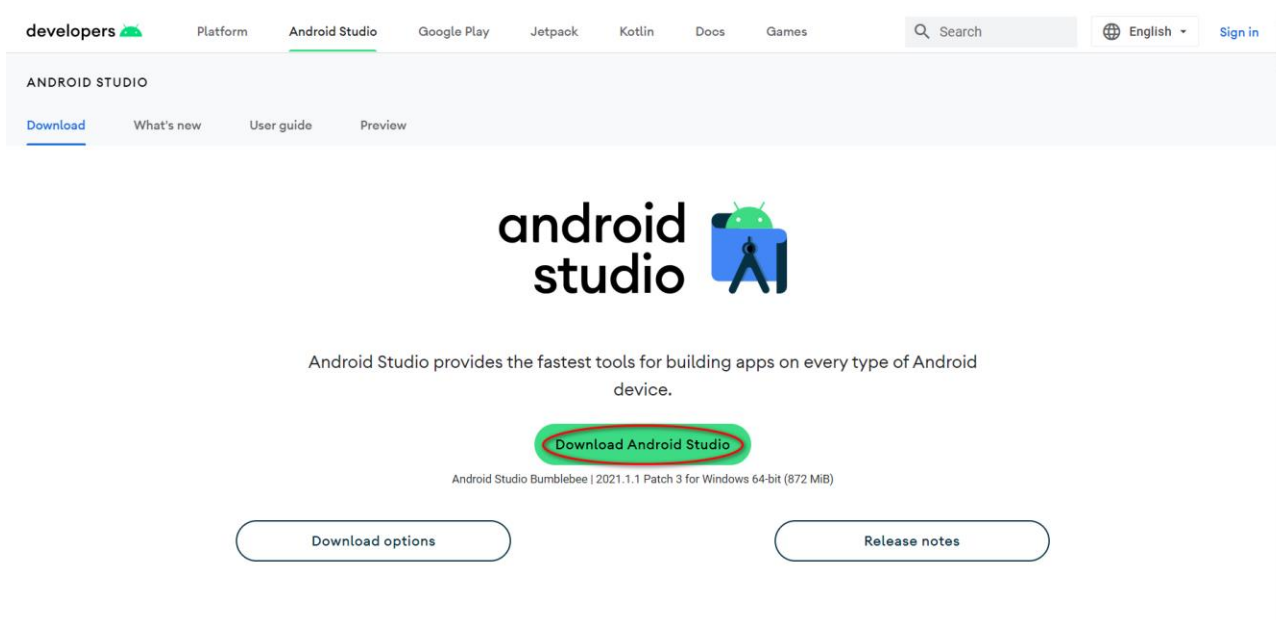 developers Platform Android Studio Google Play Jetpack Kotlin Docs Games Search English Sign in
ANDROID STUDIO
Download What's new User guide Preview
android
studio
Android Studio provides the fastest tools for building apps on every type of Android
device.
Download Android Studio
Android Studio Bumblebee | 2021.1.1 Patch 3 for Windows 64-bit (872 MiB)
Download options Release notes